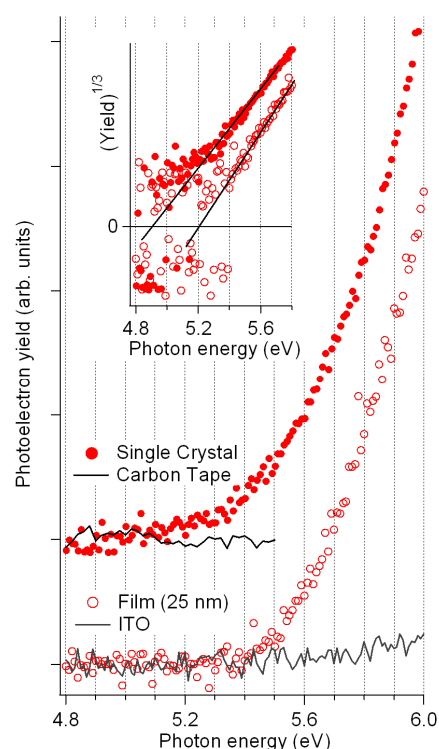 Photoelectron yield (arb. units)
(Yield)1/3
0
4.8 5.2 5.6
Photon energy (eV)
Single Crystal
Carbon Tape
Film (25 nm)
ITO
4.8 5.2 5.6 6.0
Photon energy (eV)